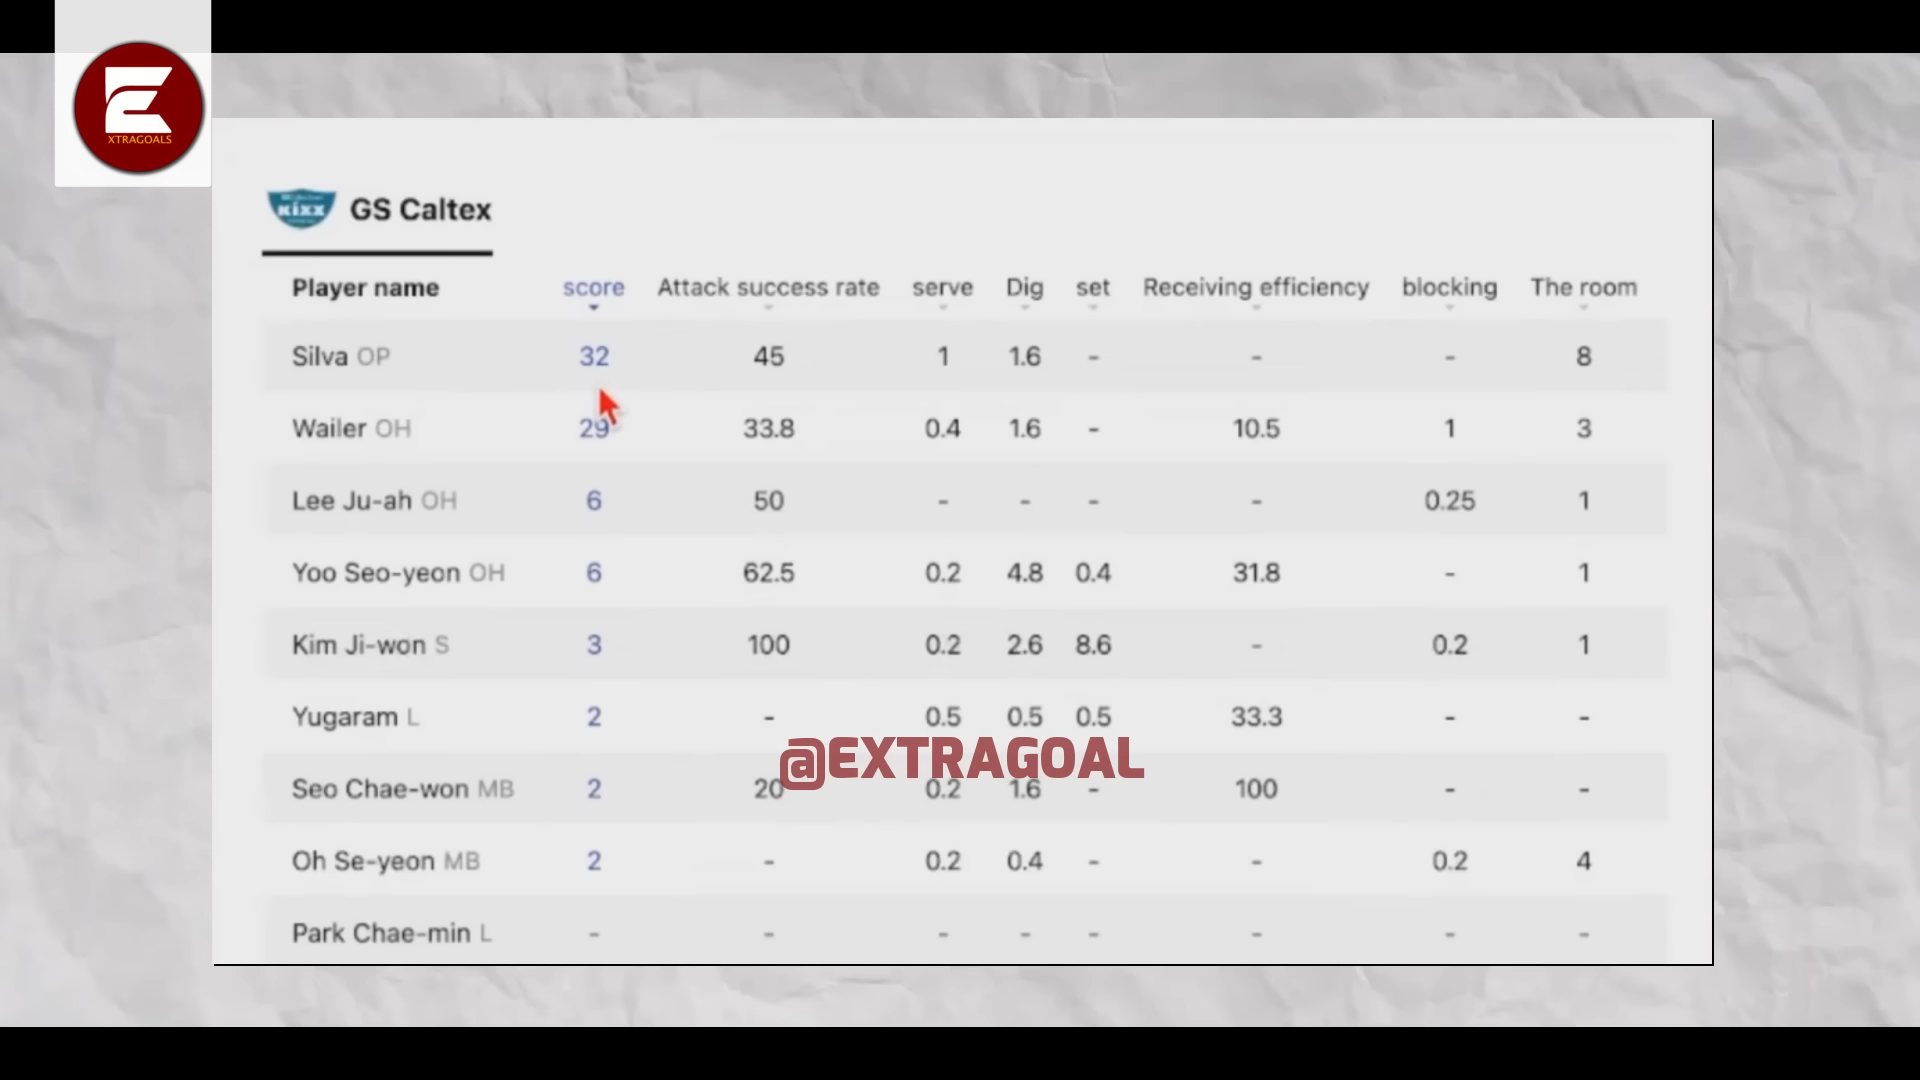 E
XTRAGOALS
KIXX GS Caltex
Player name score Attack success rate serve Dig set Receiving efficiency blocking The room
Silva OP 32 45 1 1.6 - - - 8
Wailer OH 29 33.8 0.4 1.6 - 10.5 1 3
Lee Ju-ah OH 6 50 - - - - 0.25 1
Yoo Seo-yeon OH 6 62.5 0.2 4.8 0.4 31.8 - 1
Kim Ji-won S 3 100 0.2 2.6 8.6 - 0.2 1
Yugaram L 2 - 0.5 0.5 0.5 33.3 - -
@EXTRAGOAL
Seo Chae-won MB 2 20 0.2 1.6 - 100 - -
Oh Se-yeon MB 2 - 0.2 0.4 - - 0.2 4
Park Chae-min L - - - - - - - -